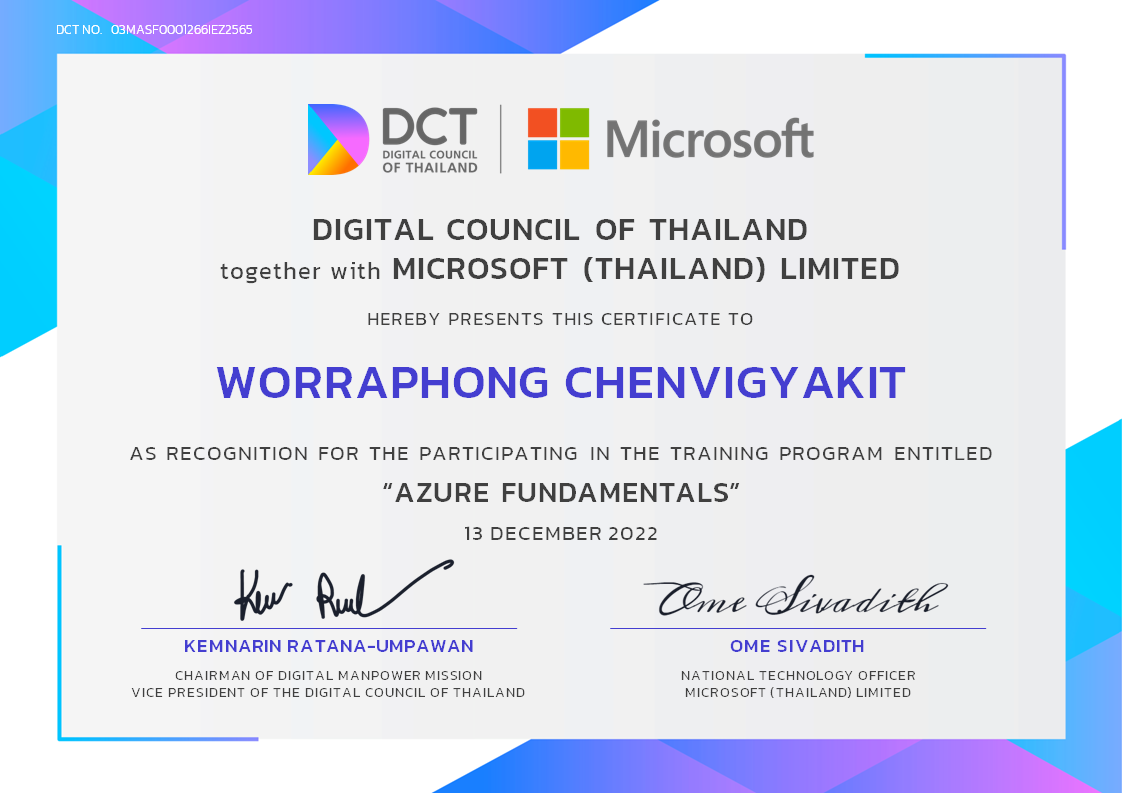 DCT NO. 03MASF0001266IEZ2565
DCT
DIGITAL COUNCIL
OF THAILAND
Microsoft
DIGITAL COUNCIL OF THAILAND
together with MICROSOFT (THAILAND) LIMITED
HEREBY PRESENTS THIS CERTIFICATE TO
WORRAPHONG CHENVIGYAKIT
AS RECOGNITION FOR THE PARTICIPATING IN THE TRAINING PROGRAM ENTITLED
“AZURE FUNDAMENTALS”
13 DECEMBER 2022
Ome Sivadith
KEMNARIN RATANA-UMPAWAN
CHAIRMAN OF DIGITAL MANPOWER MISSION
VICE PRESIDENT OF THE DIGITAL COUNCIL OF THAILAND
OME SIVADITH
NATIONAL TECHNOLOGY OFFICER
MICROSOFT (THAILAND) LIMITED